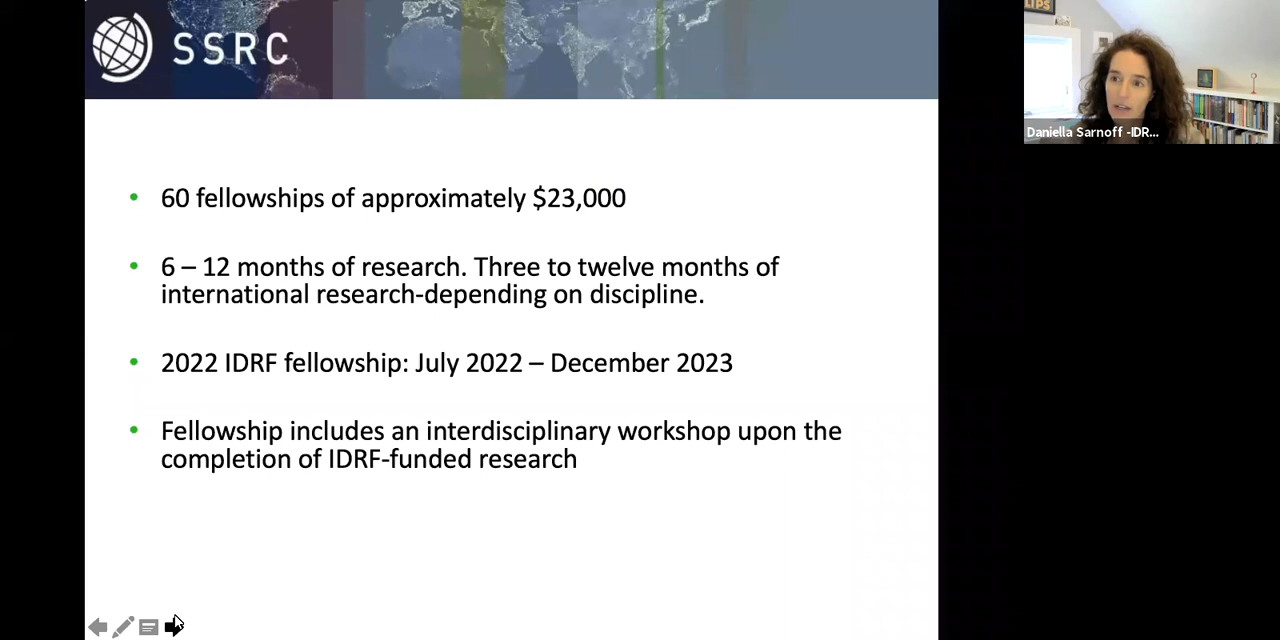 SSRC
• 60 fellowships of approximately $23,000
• 6 – 12 months of research. Three to twelve months of
international research-depending on discipline.
• 2022 IDRF fellowship: July 2022 – December 2023
• Fellowship includes an interdisciplinary workshop upon the
completion of IDRF-funded research
LIPS
Daniella Sarnoff -IDR...